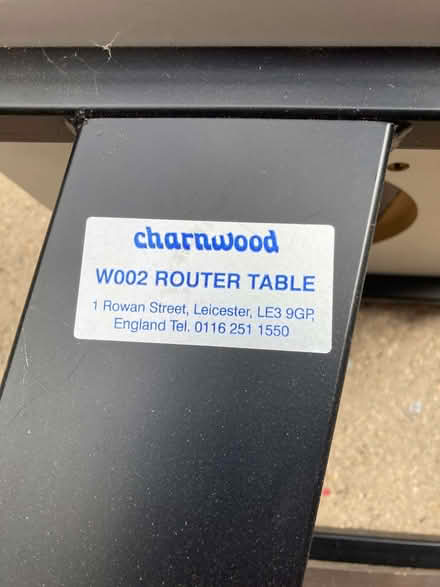 charnwood
W002 ROUTER TABLE
1 Rowan Street, Leicester, LE3 9GP,
England Tel. 0116 251 1550